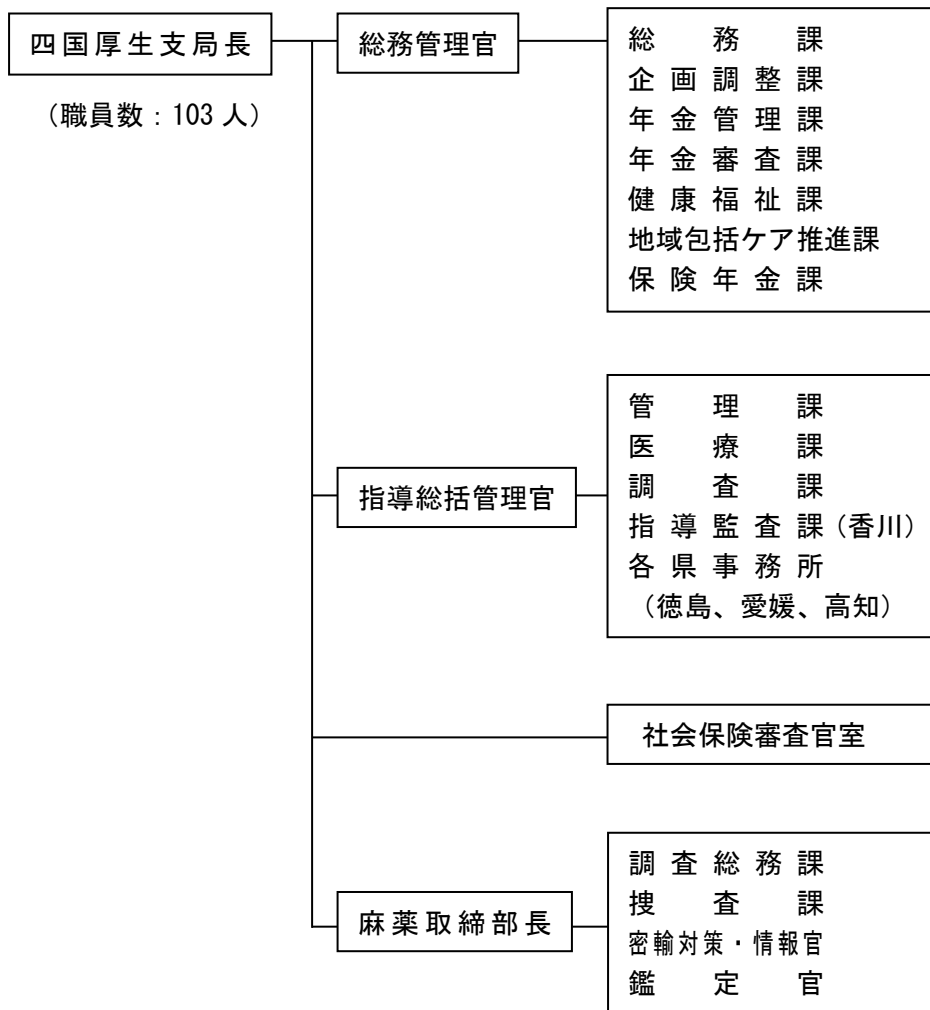 四国厚生支局長
（職員数：103人）
総務管理官
総務課
企画調整課
年金管理課
年金審査課
健康福祉課
地域包括ケア推進課
保険年金課
指導総括管理官
管理課
医療課
調査課
指導監査課（香川）
各県事務所
（徳島、愛媛、高知）
社会保険審査官室
麻薬取締部長
調査総務課
捜査課
密輸対策・情報官
鑑定官